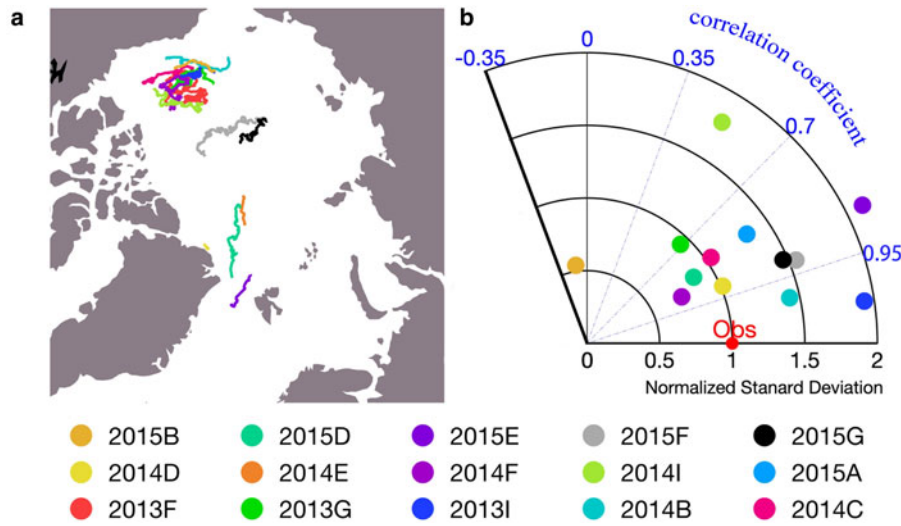 a
b
correlation coefficient
-0.35
0
0.35
0.7
0.95
Obs
0 0.5 1 1.5 2
Normalized Stanard Deviation
2015B 2015D 2015E 2015F 2015G
2014D 2014E 2014F 2014I 2015A
2013F 2013G 2013I 2014B 2014C